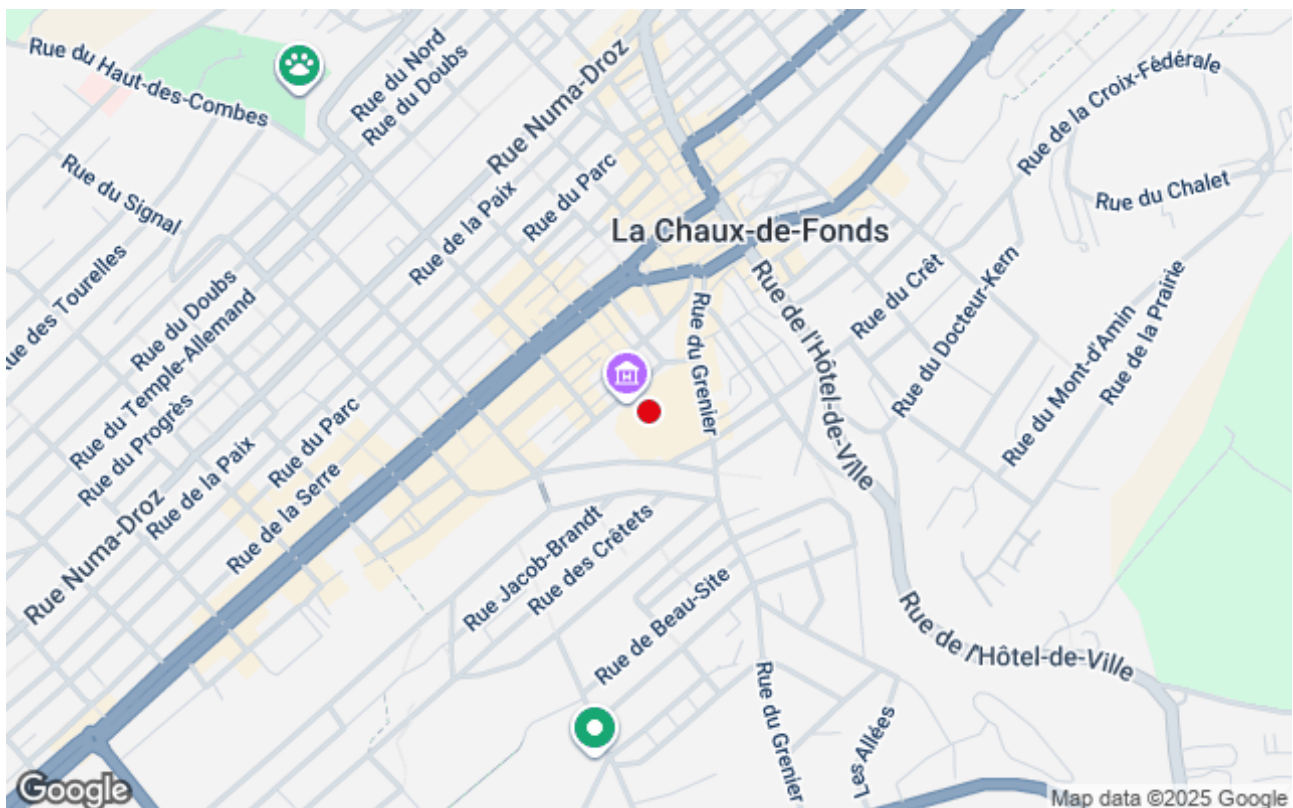 Rue du Haut-des-Combes
Rue du Nord
Rue du Doubs
Rue Numa-Droz
Rue de la Croix-Fédérale
Rue du Signal
Rue de la Paix
Rue du Parc
Rue du Chalet
La Chaux-de-Fonds
ue des Tourelles
Rue du Doubs
Rue du Temple-Allemand
Rue du Progrès
Rue du Grenier
Rue de l'Hôtel-de-Ville
Rue du Crêt
Rue du Docteur-Kern
Rue du Mont-d'Amin
Rue de la Prairie
H
Rue Numa-Droz
Rue de la Paix
Rue du Parc
Rue de la Serre
Rue Jacob-Brandt
Rue des Crêtets
Rue de Beau-Site
Rue de l'Hôtel-de-Ville
Rue du Grenier
Les Allées
Google
Map data ©2025 Google